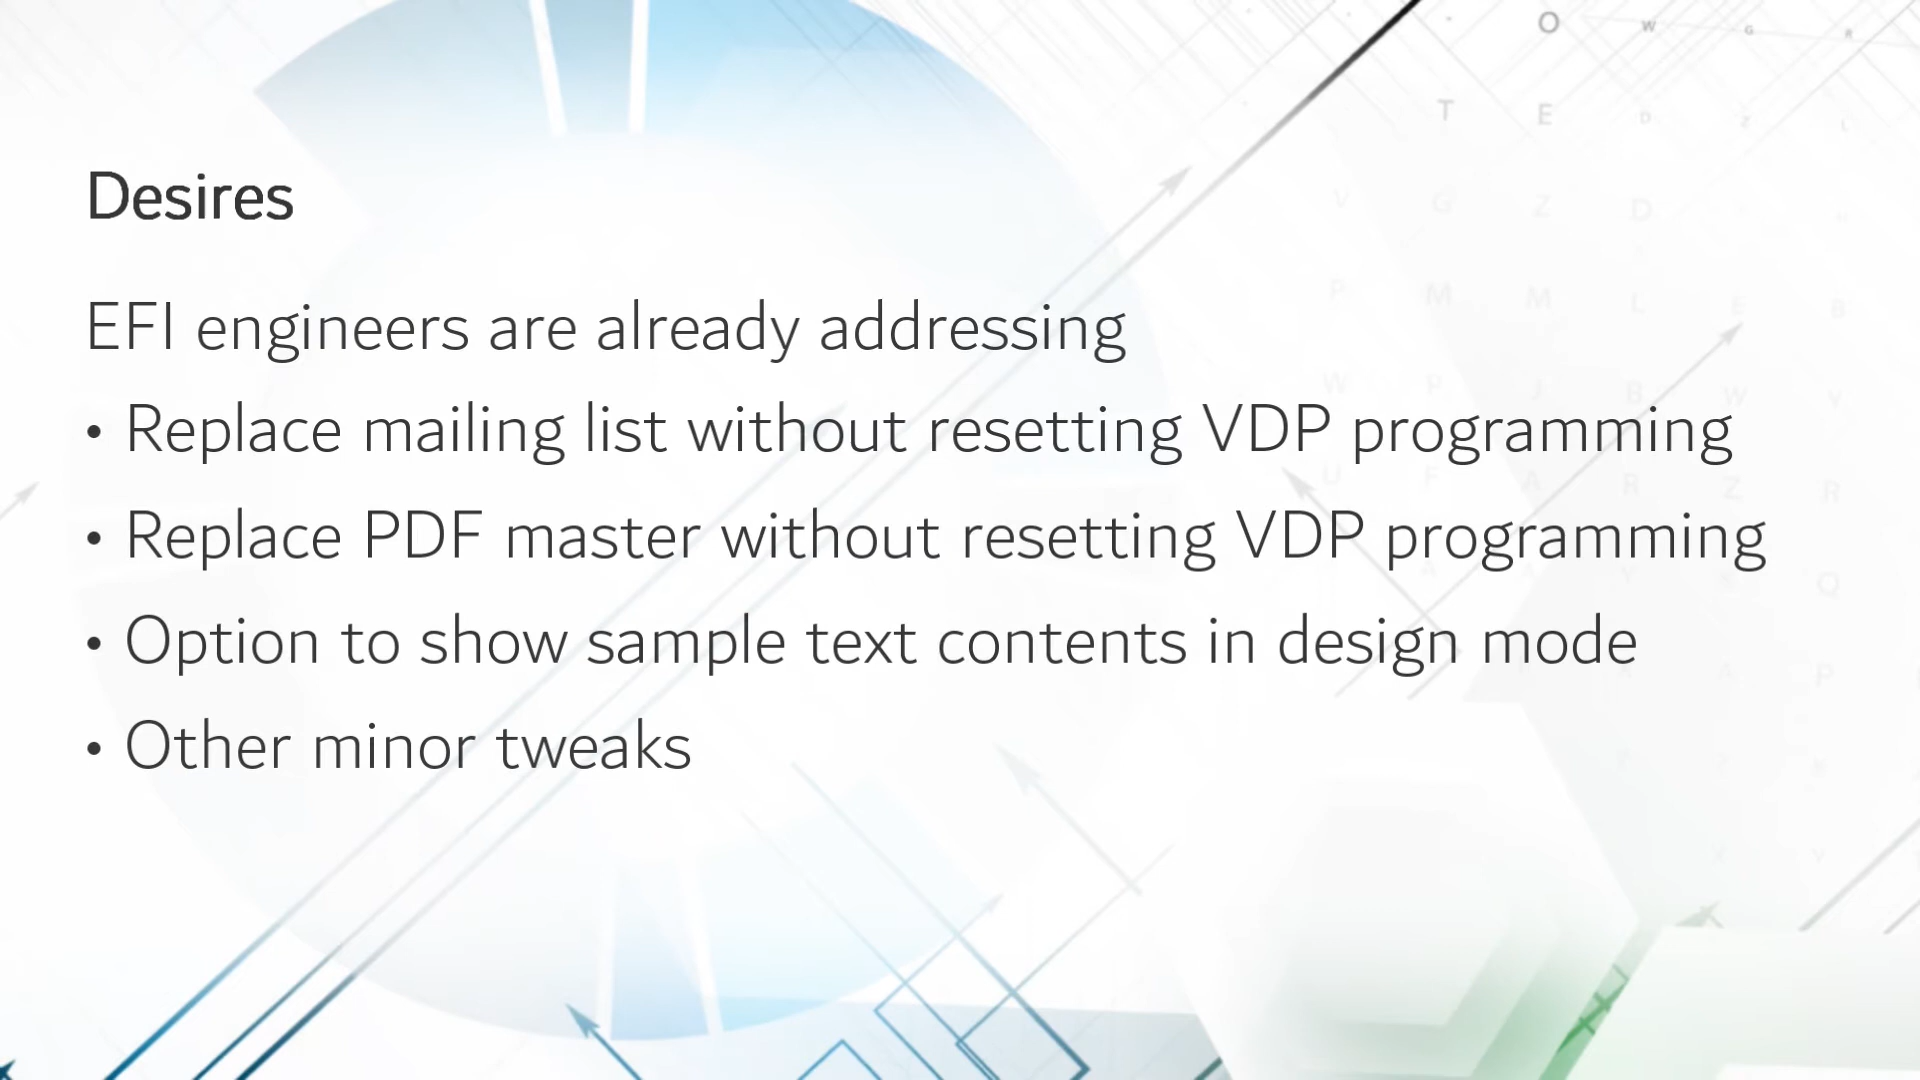 Desires
EFI engineers are already addressing
• Replace mailing list without resetting VDP programming
• Replace PDF master without resetting VDP programming
• Option to show sample text contents in design mode
• Other minor tweaks